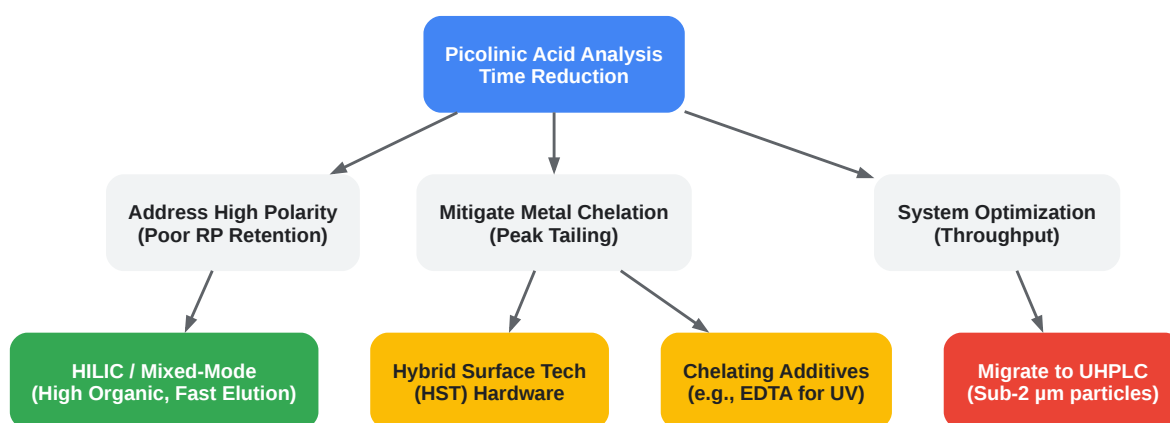 Picolinic Acid Analysis
Time Reduction
Address High Polarity
(Poor RP Retention)
Mitigate Metal Chelation
(Peak Tailing)
System Optimization
(Throughput)
HILIC / Mixed-Mode
(High Organic, Fast Elution)
Hybrid Surface Tech
(HST) Hardware
Chelating Additives
(e.g., EDTA for UV)
Migrate to UHPLC
(Sub-2 µm particles)